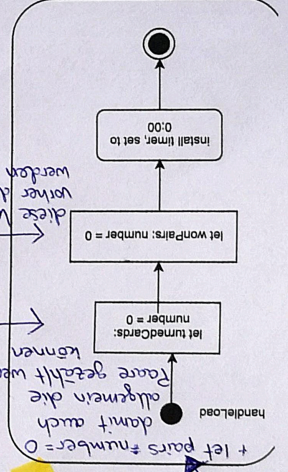 + let pairs: number = 0
handleLoad
damit auch
allgemein die
Paare gezählt
können
let turnedCards:
number = 0
let wonPairs: number = 0
diese
vorher
werden
install timer, set to
0:00